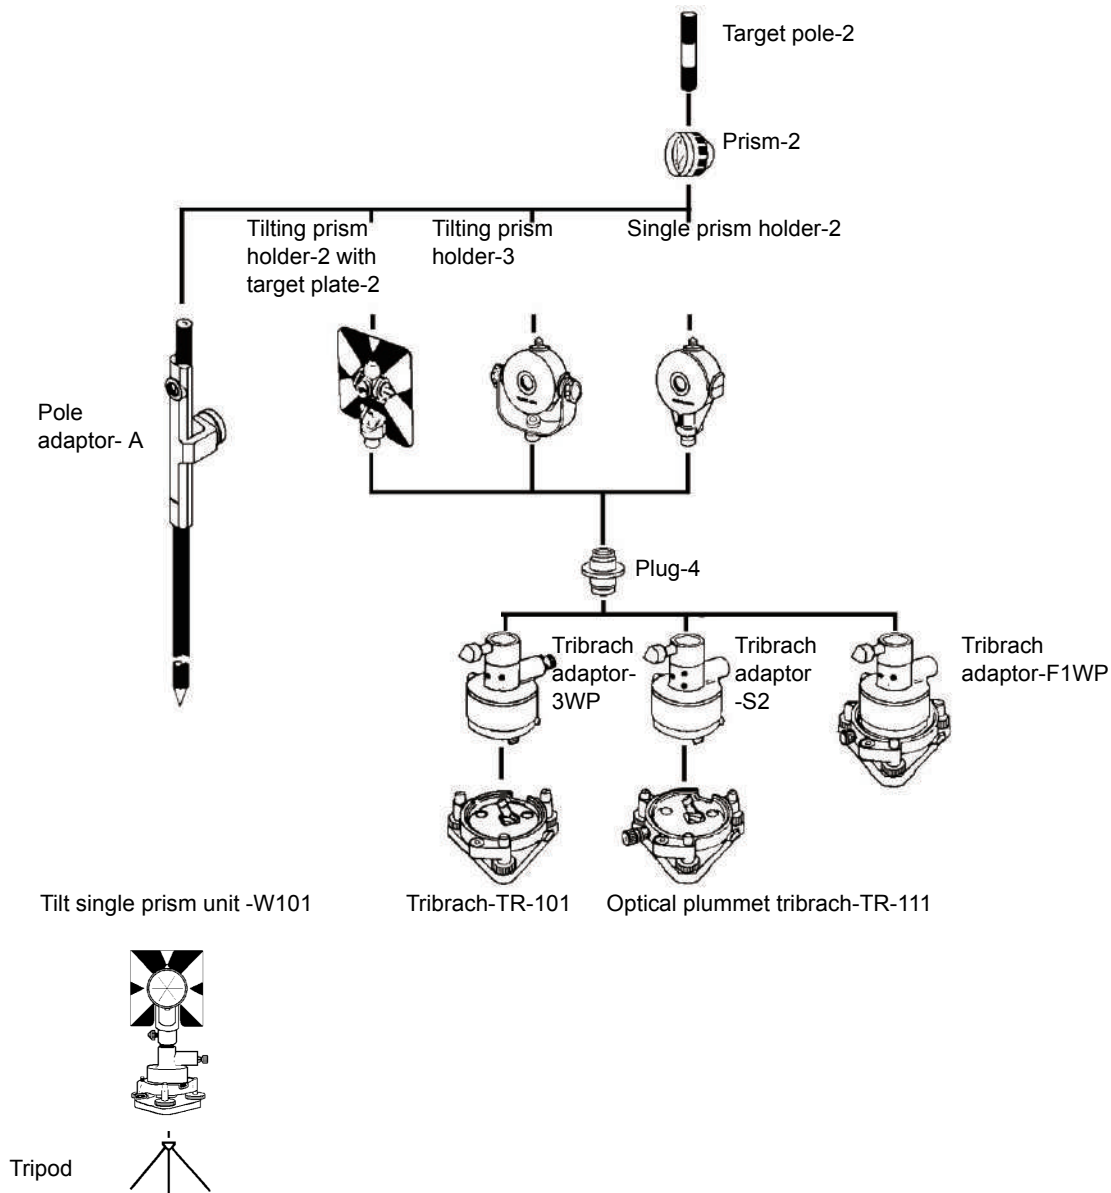 Target pole-2
Prism-2
Tilting prism
holder-2 with
target plate-2
Tilting prism
holder-3
Single prism holder-2
Pole
adaptor- A
Plug-4
Tribrach
adaptor-
3WP
Tribrach
adaptor
-S2
Tribrach
adaptor-F1WP
Tilt single prism unit -W101
Tribrach-TR-101
Optical plummet tribrach-TR-111
Tripod